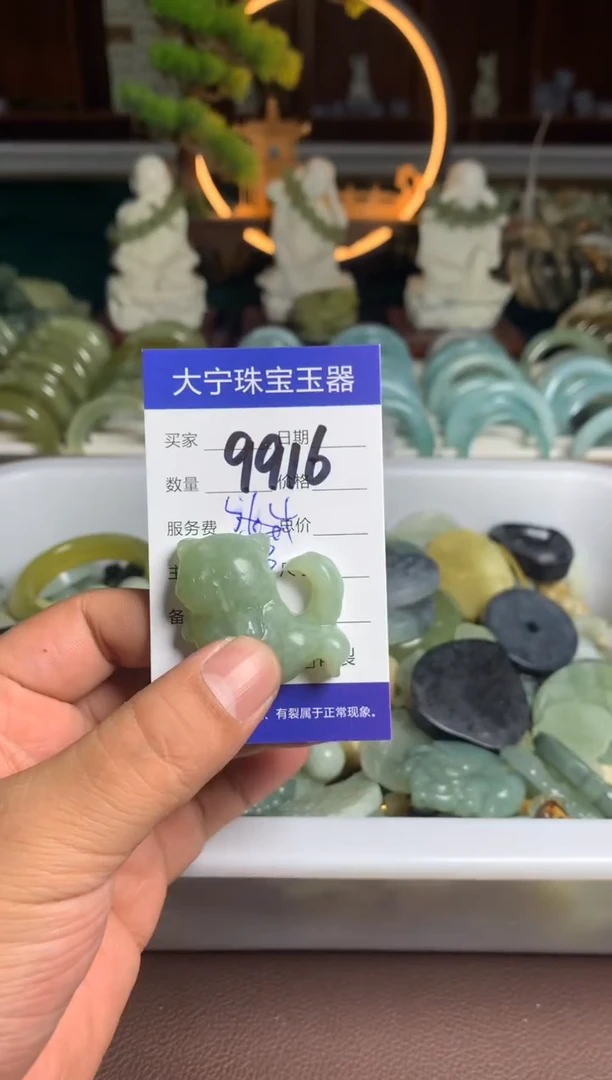 大宁珠宝玉器
买家 日期
9916
数量 价格
服务费 总价
备
有裂属于正常现象。